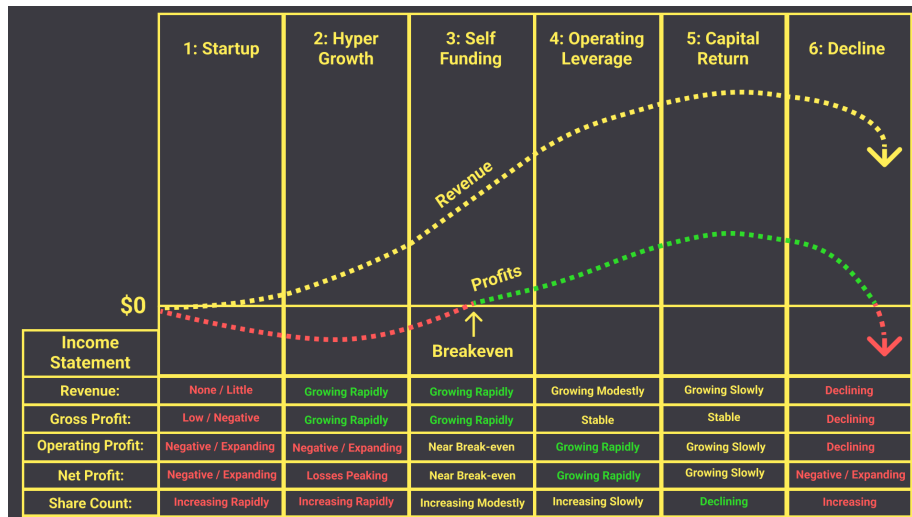 1: Startup
2: Hyper
Growth
3: Self
Funding
4: Operating
Leverage
5: Capital
Return
6: Decline
Revenue
Profits
$0
Breakeven
Income
Statement
Revenue: None / Little Growing Rapidly Growing Rapidly Growing Modestly Growing Slowly Declining
Gross Profit: Low / Negative Growing Rapidly Growing Rapidly Stable Stable Declining
Operating Profit: Negative / Expanding Negative / Expanding Near Break-even Growing Rapidly Growing Slowly Declining
Net Profit: Negative / Expanding Losses Peaking Near Break-even Growing Rapidly Growing Slowly Negative / Expanding
Share Count: Increasing Rapidly Increasing Rapidly Increasing Modestly Increasing Slowly Declining Increasing